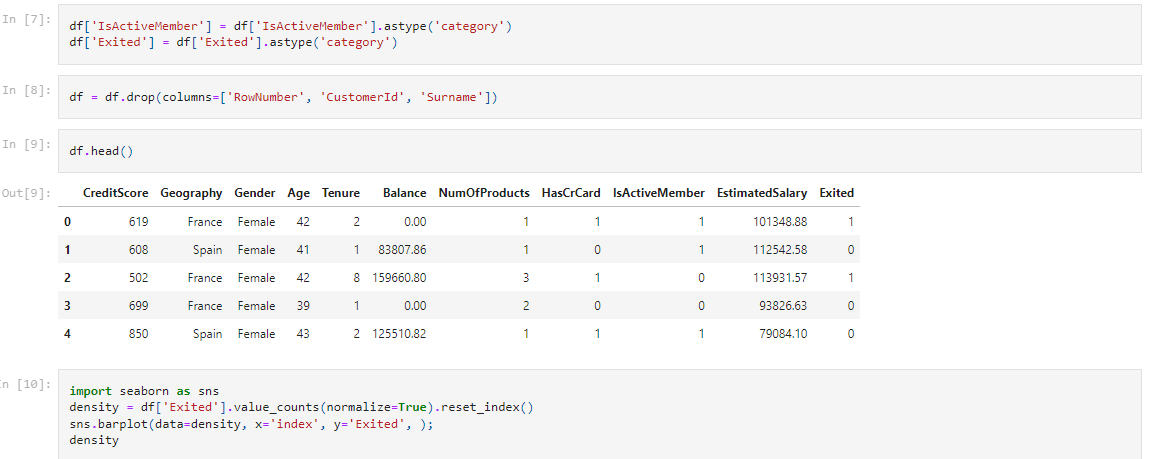 In [7]:
df['IsActiveMember'] = df['IsActiveMember'].astype('category')
df['Exited'] = df['Exited'].astype('category')
In [8]:
df = df.drop(columns=['RowNumber', 'CustomerId', 'Surname'])
In [9]:
df.head()
Out[9]:
CreditScore Geography Gender Age Tenure Balance NumOfProducts HasCrCard IsActiveMember EstimatedSalary Exited
0 619 France Female 42 2 0.00 1 1 1 101348.88 1
1 608 Spain Female 41 1 83807.86 1 0 1 112542.58 0
2 502 France Female 42 8 159660.80 3 1 0 113931.57 1
3 699 France Female 39 1 0.00 2 0 0 93826.63 0
4 850 Spain Female 43 2 125510.82 1 1 1 79084.10 0
In [10]:
import seaborn as sns
density = df['Exited'].value_counts(normalize=True).reset_index()
sns.barplot(data=density, x='index', y='Exited', );
density